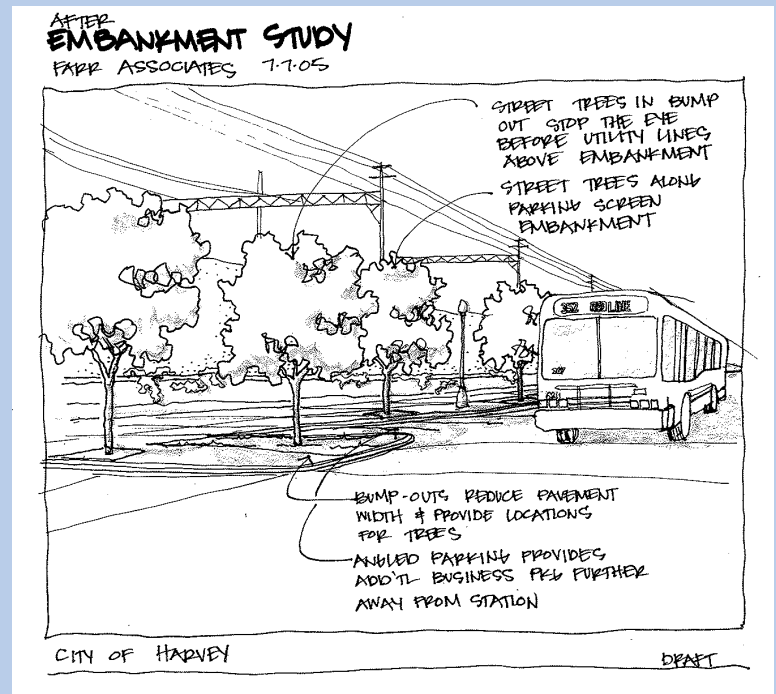 AFTER
EMBANKMENT STUDY
FARR ASSOCIATES 7.7.05
STREET TREES IN BUMP
OUT STOP THE EYE
BEFORE UTILITY LINES
ABOVE EMBANKMENT
STREET TREES ALONG
PARKING SCREEN
EMBANKMENT
352 RED LINE
BUMP-OUTS REDUCE PAVEMENT
WIDTH & PROVIDE LOCATIONS
FOR TREES
ANGLED PARKING PROVIDES
ADD'TL BUSINESS PKG FURTHER
AWAY FROM STATION
CITY OF HARVEY
DRAFT